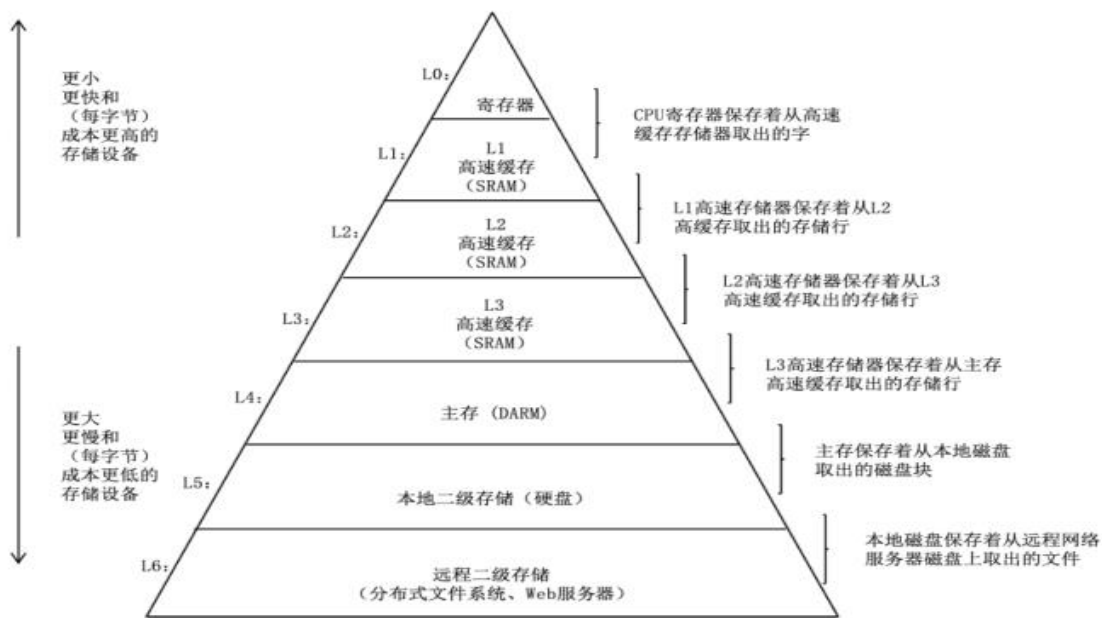 更小
更快和
（每字节）
成本更高的
存储设备
更大
更慢和
（每字节）
成本更低的
存储设备
L0:
寄存器
L1:
L1
高速缓存
(SRAM)
L2:
L2
高速缓存
(SRAM)
L3:
L3
高速缓存
(SRAM)
L4:
主存 (DARM)
L5:
本地二级存储（硬盘）
L6:
远程二级存储
（分布式文件系统、Web服务器）
CPU寄存器保存着从高速
缓存存储器取出的字
L1高速存储器保存着从L2
高缓存取出的存储行
L2高速存储器保存着从L3
高速缓存取出的存储行
L3高速存储器保存着从主存
高速缓存取出的存储行
主存保存着从本地磁盘
取出的磁盘块
本地磁盘保存着从远程网络
服务器磁盘上取出的文件